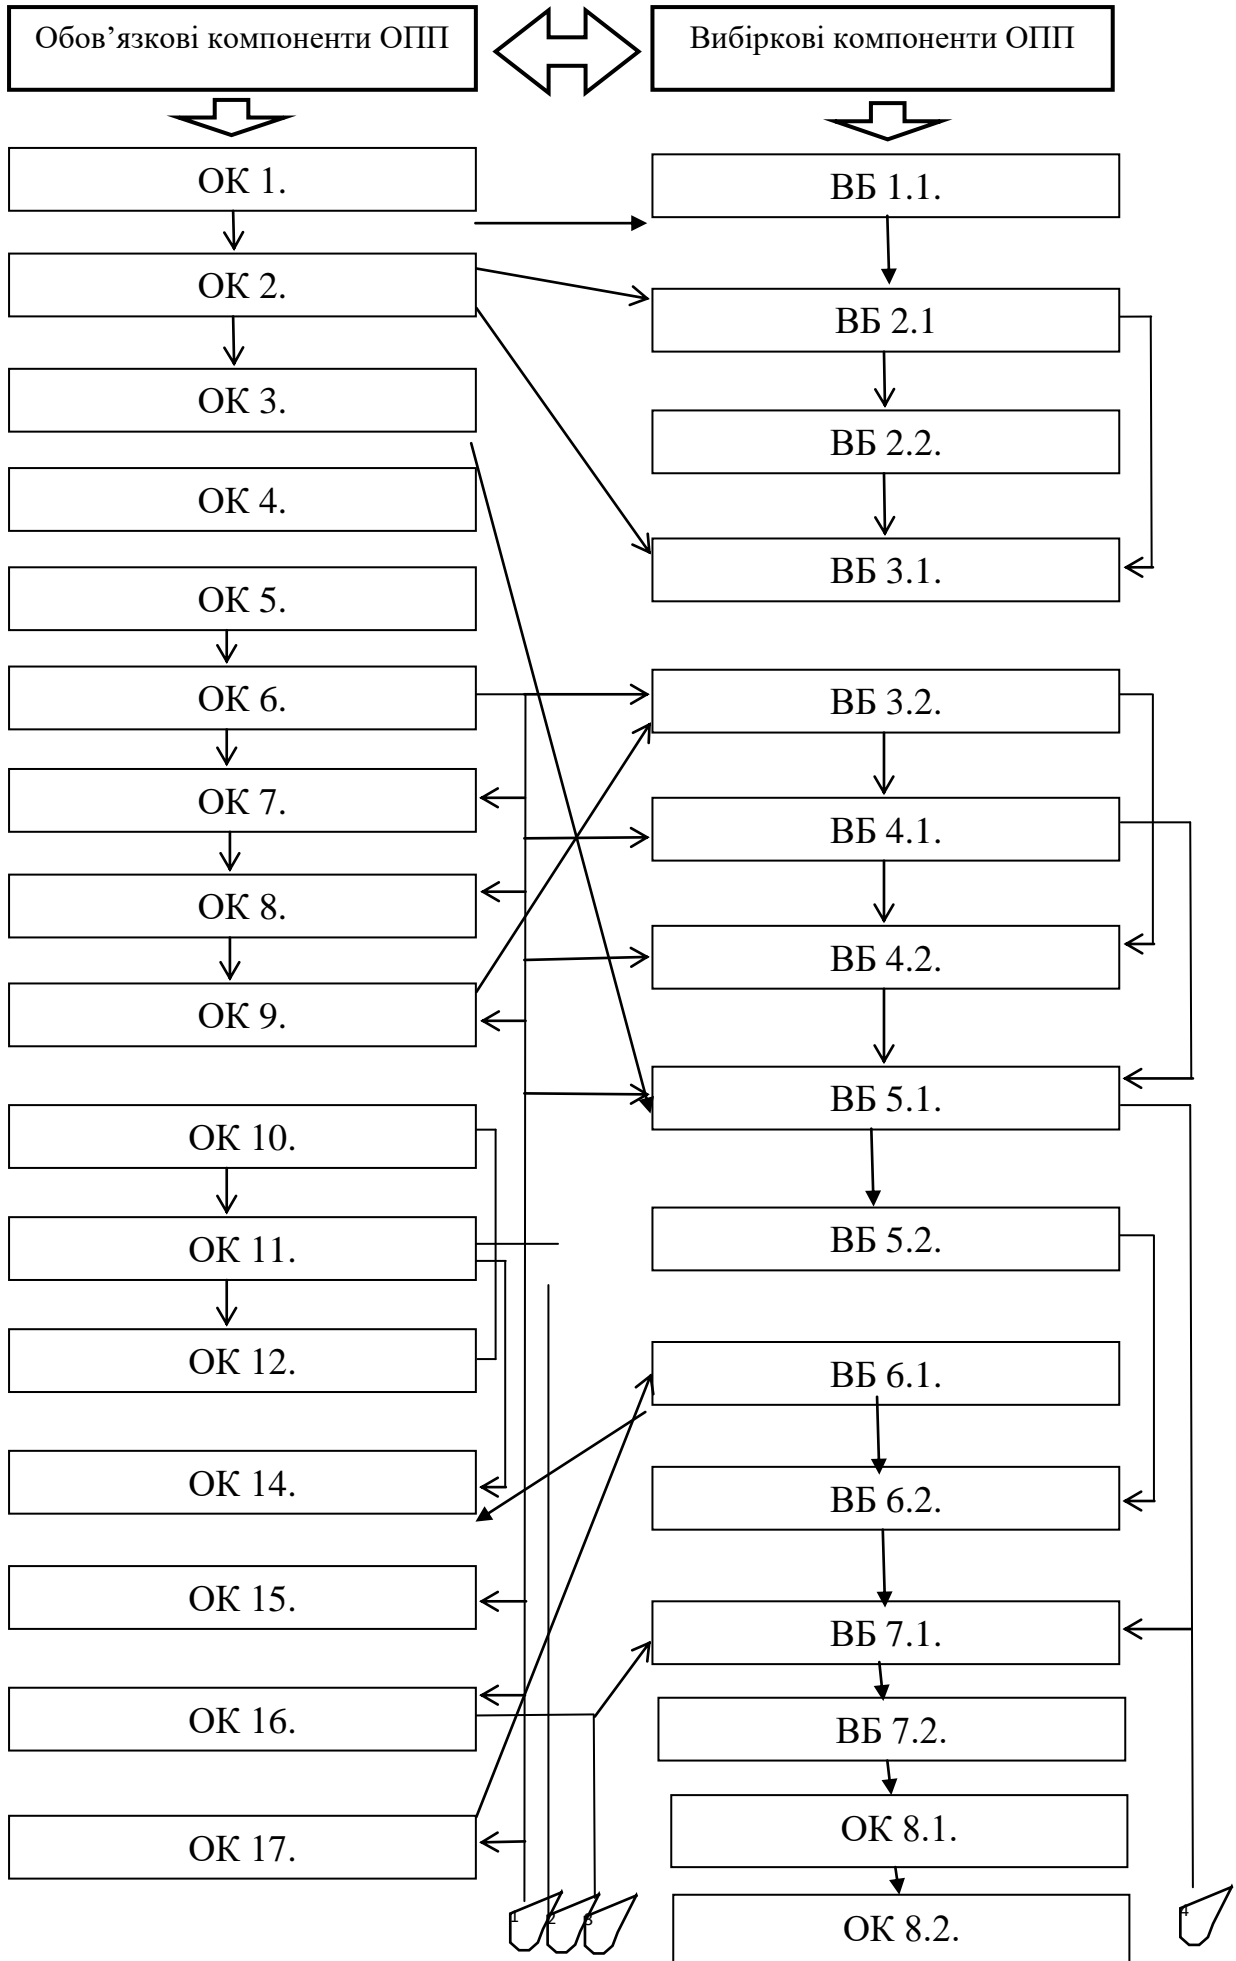 Обов’язкові компоненти ОПП
Вибіркові компоненти ОПП
ОК 1.
ОК 2.
ОК 3.
ОК 4.
ОК 5.
ОК 6.
ОК 7.
ОК 8.
ОК 9.
ОК 10.
ОК 11.
ОК 12.
ОК 14.
ОК 15.
ОК 16.
ОК 17.
ВБ 1.1.
ВБ 2.1
ВБ 2.2.
ВБ 3.1.
ВБ 3.2.
ВБ 4.1.
ВБ 4.2.
ВБ 5.1.
ВБ 5.2.
ВБ 6.1.
ВБ 6.2.
ВБ 7.1.
ВБ 7.2.
ОК 8.1.
ОК 8.2.
1
2
3
4